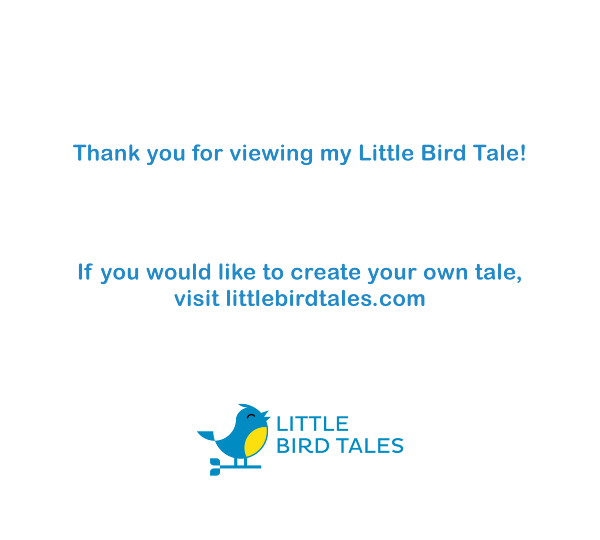 Thank you for viewing my Little Bird Tale!
If you would like to create your own tale,
visit littlebirdtales.com
LITTLE
BIRD TALES